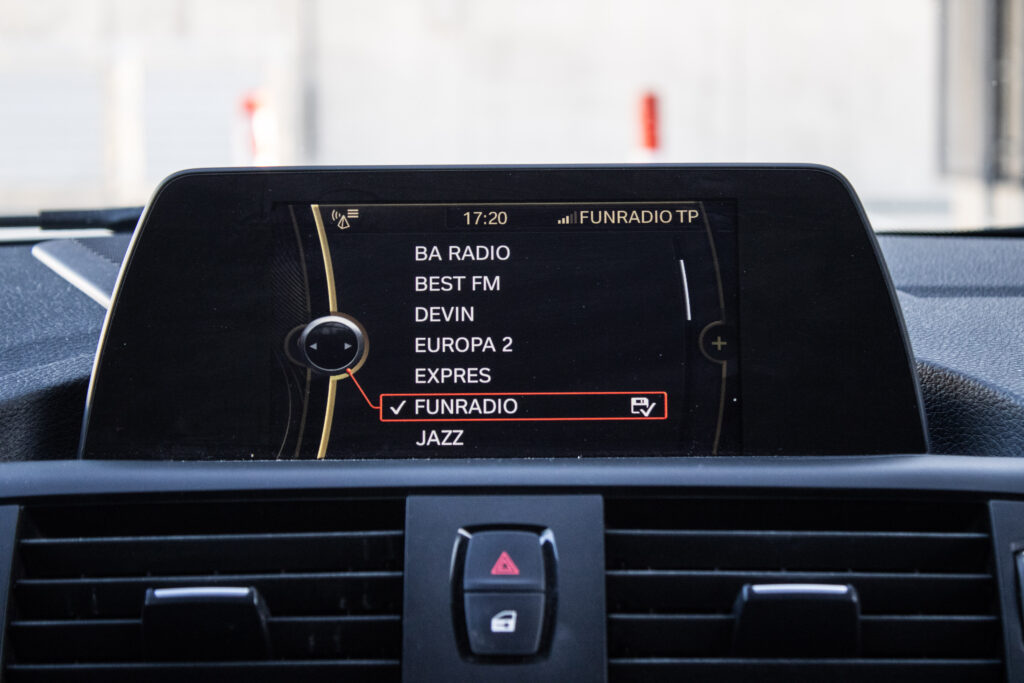 17:20 FUNRADIO TP
BA RADIO
BEST FM
DEVIN
EUROPA 2
EXPRES
FUNRADIO
JAZZ